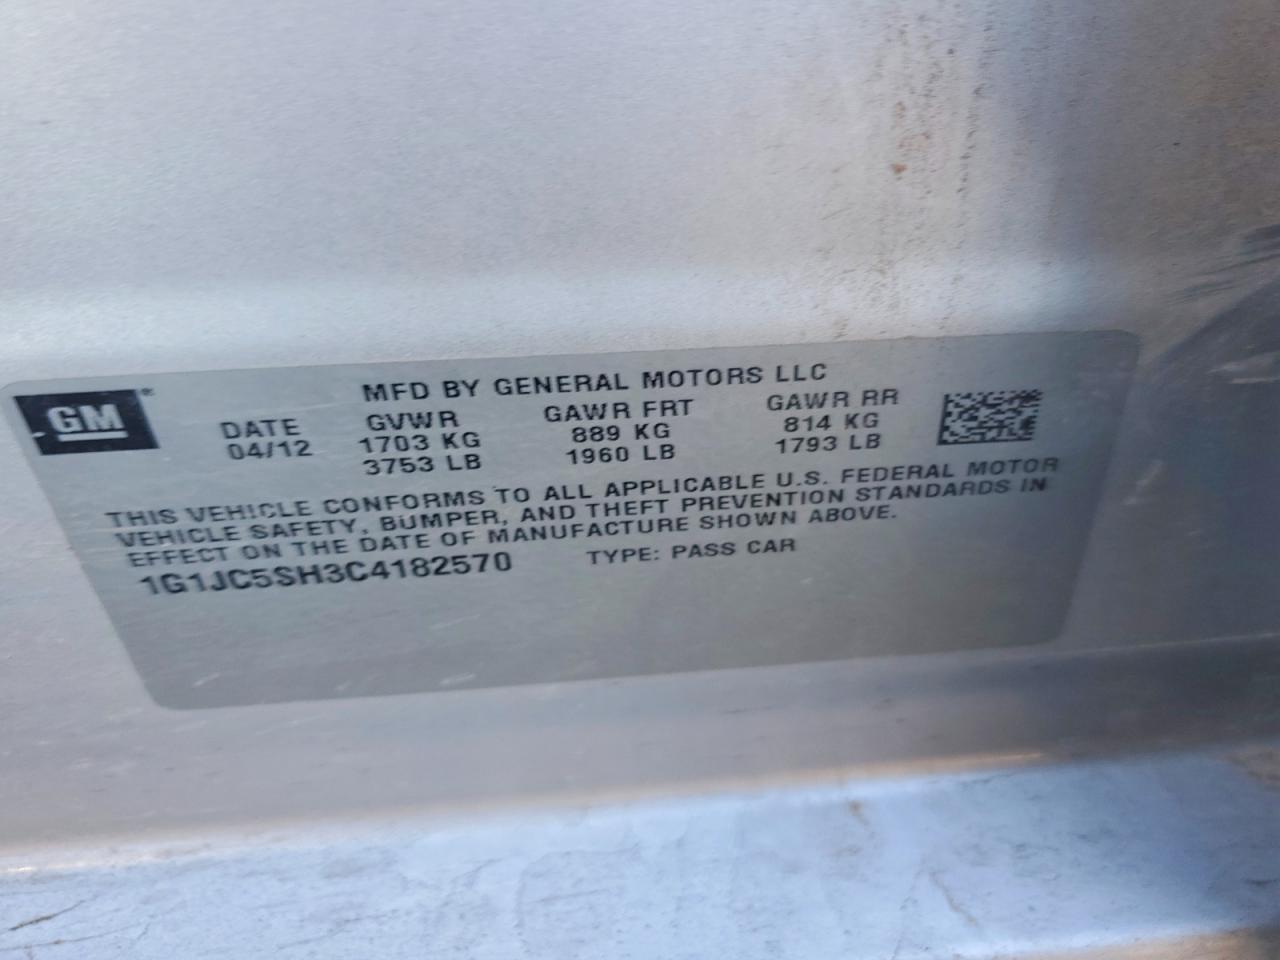 MFD BY GENERAL MOTORS LLC
GM®
DATE GVWR GAWR FRT GAWR RR
04/12 1703 KG 889 KG 814 KG
3753 LB 1960 LB 1793 LB
THIS VEHICLE CONFORMS TO ALL APPLICABLE U.S. FEDERAL MOTOR
VEHICLE SAFETY, BUMPER, AND THEFT PREVENTION STANDARDS IN
EFFECT ON THE DATE OF MANUFACTURE SHOWN ABOVE.
1G1JC5SH3C4182570 TYPE: PASS CAR